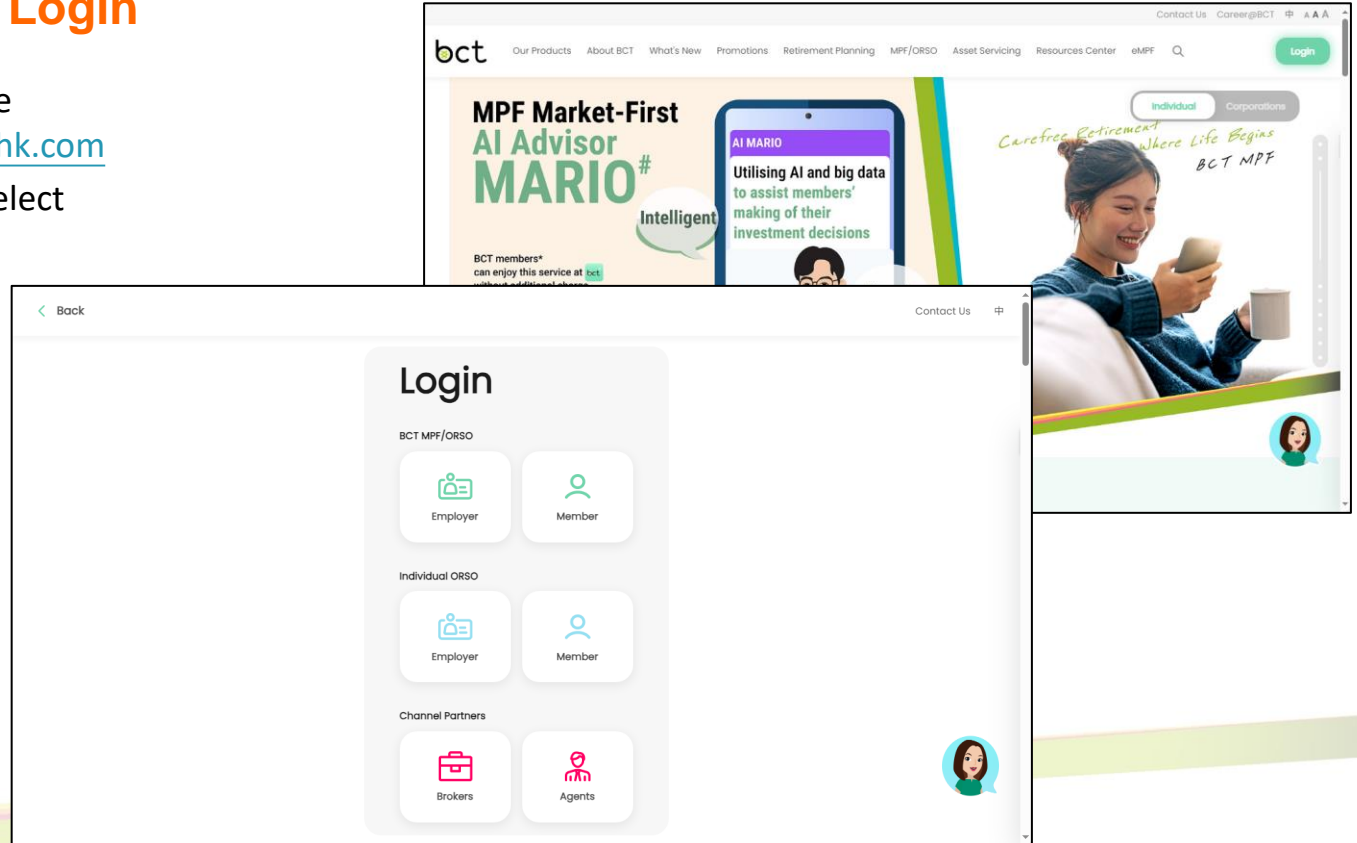 Login
e
nk.com
elect
Contact Us Career@BCT 中 A A A
bct Our Products About BCT What's New Promotions Retirement Planning MPF/ORSO Asset Servicing Resources Center eMPF Login
Individual Corporations
MPF Market-First
AI Advisor
MARIO#
Intelligent
BCT members*
can enjoy this service at bct
without additional charge
AI MARIO
Utilising AI and big data
to assist members'
making of their
investment decisions
Carefree Retirement
Where Life Begins
BCT MPF
Back Contact Us 中
Login
BCT MPF/ORSO
Employer Member
Individual ORSO
Employer Member
Channel Partners
Brokers Agents